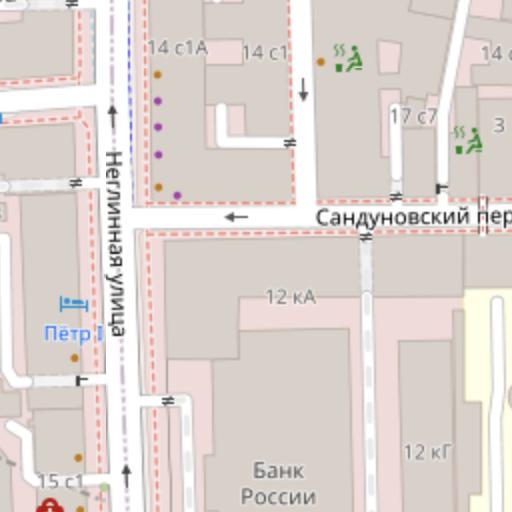 14 с1А
14 с1
14 с
17 с7
3
Неглинная улица
Сандуновский пер
12 кА
Пётр I
12 кГ
15 с1
Банк
России